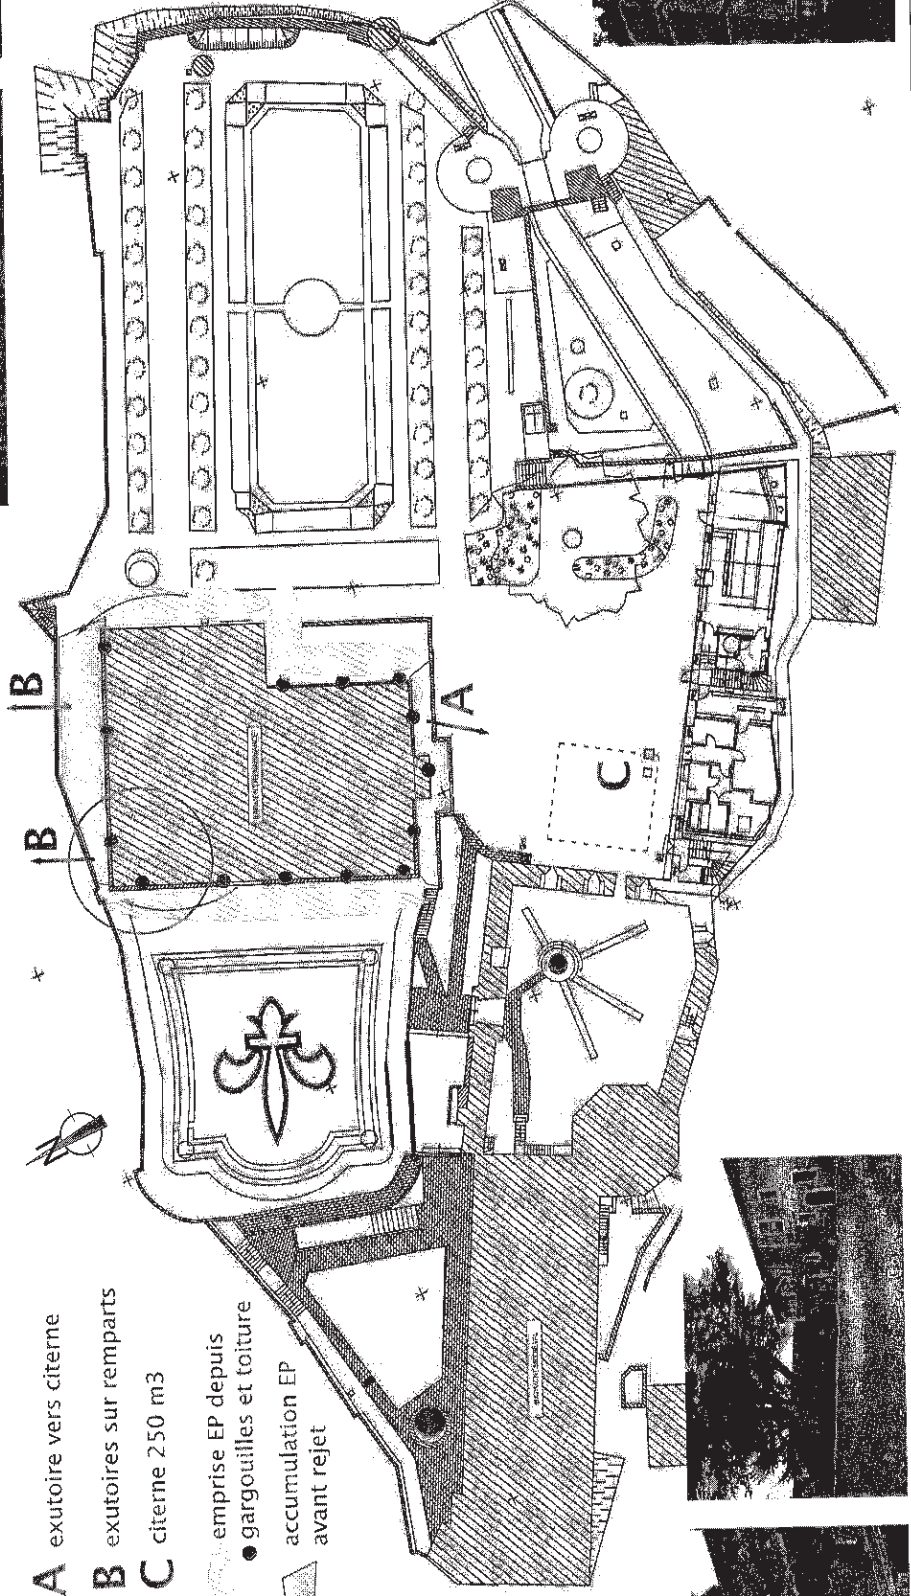 A exutoire vers citerne
B exutoires sur remparts
C citerne 250 m3
emprise EP depuis
gargouilles et toiture
accumulation EP
avant rejet
N
B
B
A
C